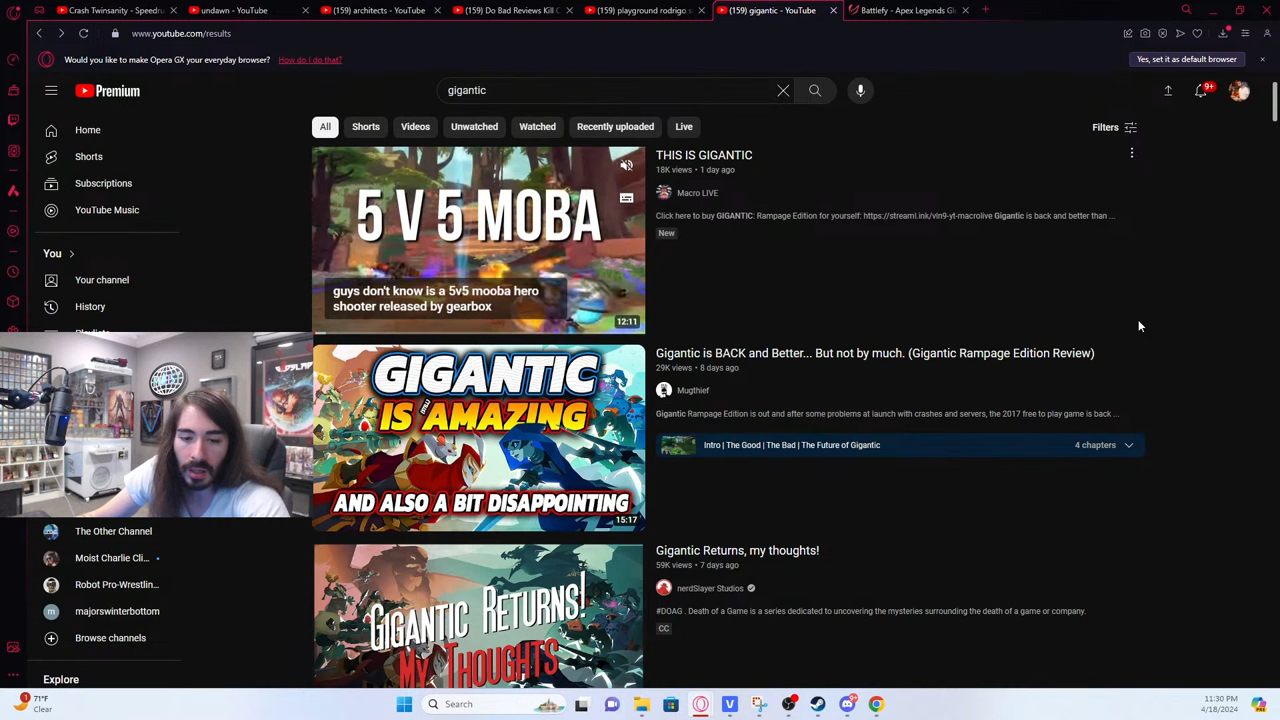 Crash Twinsanity - Speedru
undawn - YouTube
(159) architects - YouTube
(159) Do Bad Reviews Kill C
(159) playground rodrigo s
(159) gigantic - YouTube
Battlefy - Apex Legends Gl
www.youtube.com/results
Would you like to make Opera GX your everyday browser? How do I do that?
Yes, set it as default browser
Premium
gigantic
9+
Home
Shorts
Subscriptions
YouTube Music
You
Your channel
History
All
Shorts
Videos
Unwatched
Watched
Recently uploaded
Live
Filters
5 V 5 MOBA
guys don't know is a 5v5 mooba hero
shooter released by gearbox
12:11
THIS IS GIGANTIC
18K views • 1 day ago
Macro LIVE
Click here to buy GIGANTIC: Rampage Edition for yourself: https://streaml.ink/vln9-yt-macrolive Gigantic is back and better than ...
New
GIGANTIC
IS AMAZING
AND ALSO A BIT DISAPPOINTING
15:17
Gigantic is BACK and Better... But not by much. (Gigantic Rampage Edition Review)
29K views • 8 days ago
Mugthief
Gigantic Rampage Edition is out and after some problems at launch with crashes and servers, the 2017 free to play game is back ...
Intro | The Good | The Bad | The Future of Gigantic
4 chapters
GIGANTIC RETURNS!
MY THOUGHTS
Gigantic Returns, my thoughts!
59K views • 7 days ago
nerdSlayer Studios
#DOAG . Death of a Game is a series dedicated to uncovering the mysteries surrounding the death of a game or company.
CC
The Other Channel
Moist Charlie Cli...
Robot Pro-Wrestlin...
m
majorswinterbottom
Browse channels
Explore
1
71°F
Clear
Search
9+
11:30 PM
4/18/2024